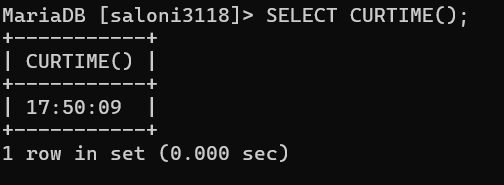 MariaDB [saloni3118]> SELECT CURTIME();
+-----------+
| CURTIME() |
+-----------+
| 17:50:09  |
+-----------+
1 row in set (0.000 sec)